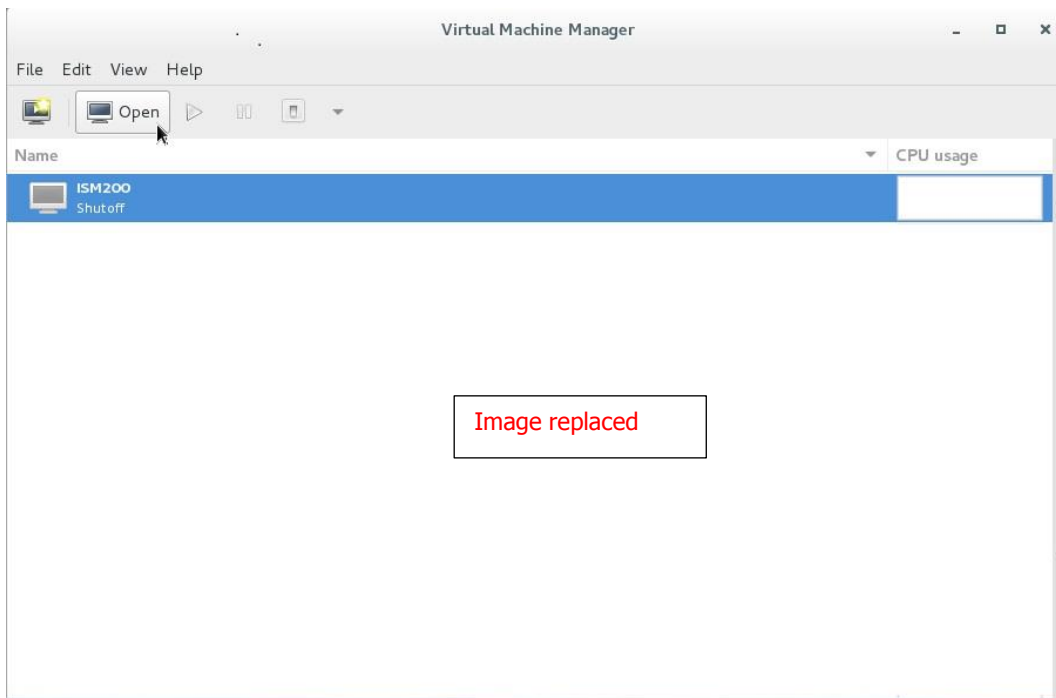 Virtual Machine Manager
File Edit View Help
Open
Name CPU usage
ISM200
Shutoff
Image replaced